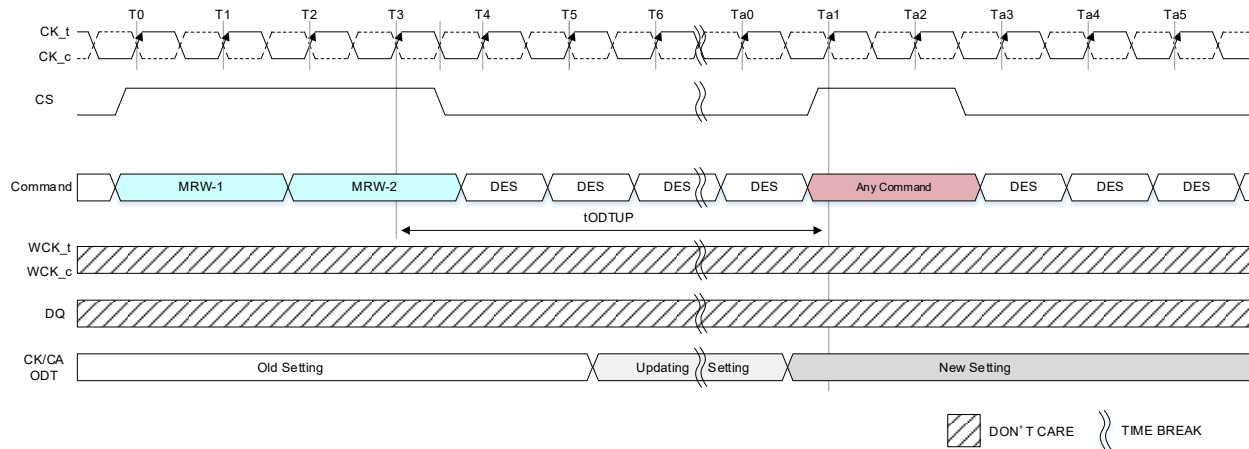 T0 T1 T2 T3 T4 T5 T6 Ta0 Ta1 Ta2 Ta3 Ta4 Ta5
CK_t
CK_c
CS
Command MRW-1 MRW-2 DES DES DES DES Any Command DES DES DES
tODTUP
WCK_t
WCK_c
DQ
CK/CA
ODT
Old Setting Updating Setting New Setting
DON'T CARE TIME BREAK